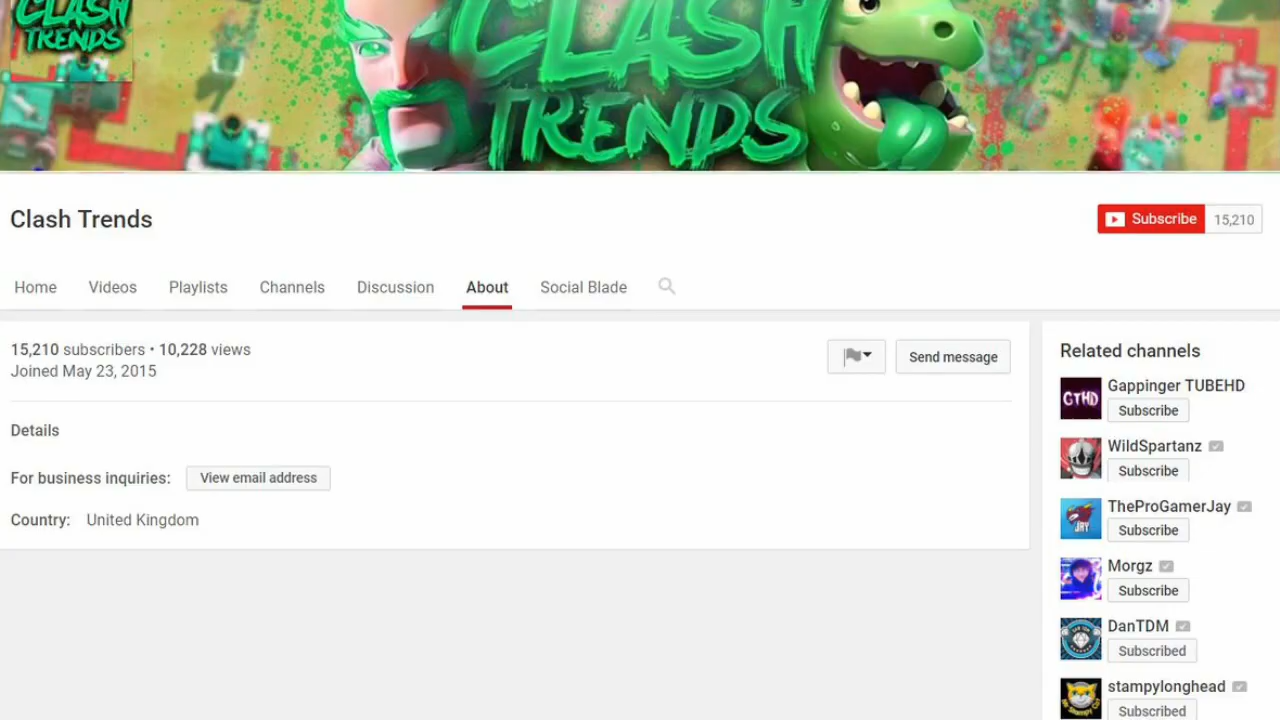 CLASH
TRENDS
CLASH
TRENDS
Clash Trends
Subscribe 15,210
Home Videos Playlists Channels Discussion About Social Blade
15,210 subscribers • 10,228 views
Joined May 23, 2015
Send message
Details
For business inquiries: View email address
Country: United Kingdom
Related channels
CTHD
Gappinger TUBEHD
Subscribe
WildSpartanz
Subscribe
JAY
TheProGamerJay
Subscribe
Morgz
Subscribe
DanTDM
Subscribed
stampylonghead
Subscribed